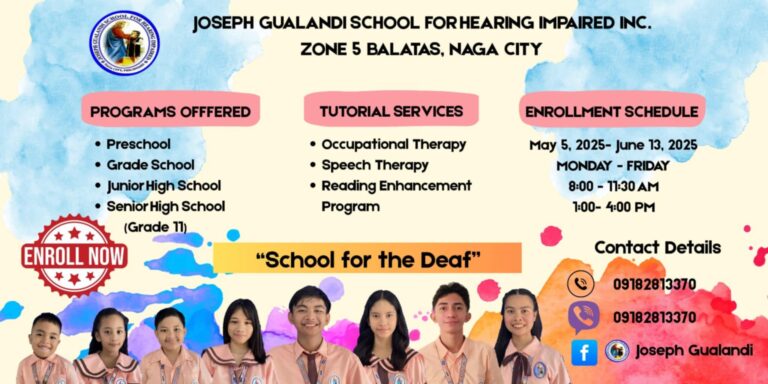 JOSEPH GUALANDI SCHOOL FOR HEARING IMPAIRED INC.
ZONE 5 BALATAS, NAGA CITY
PROGRAMS OFFFERED
• Preschool
• Grade School
• Junior High School
• Senior High School
(Grade 11)
TUTORIAL SERVICES
• Occupational Therapy
• Speech Therapy
• Reading Enhancement
Program
ENROLLMENT SCHEDULE
May 5, 2025- June 13, 2025
MONDAY - FRIDAY
8:00 - 11:30 AM
1:00- 4:00 PM
ENROLL NOW
“School for the Deaf”
Contact Details
09182813370
09182813370
f Joseph Gualandi